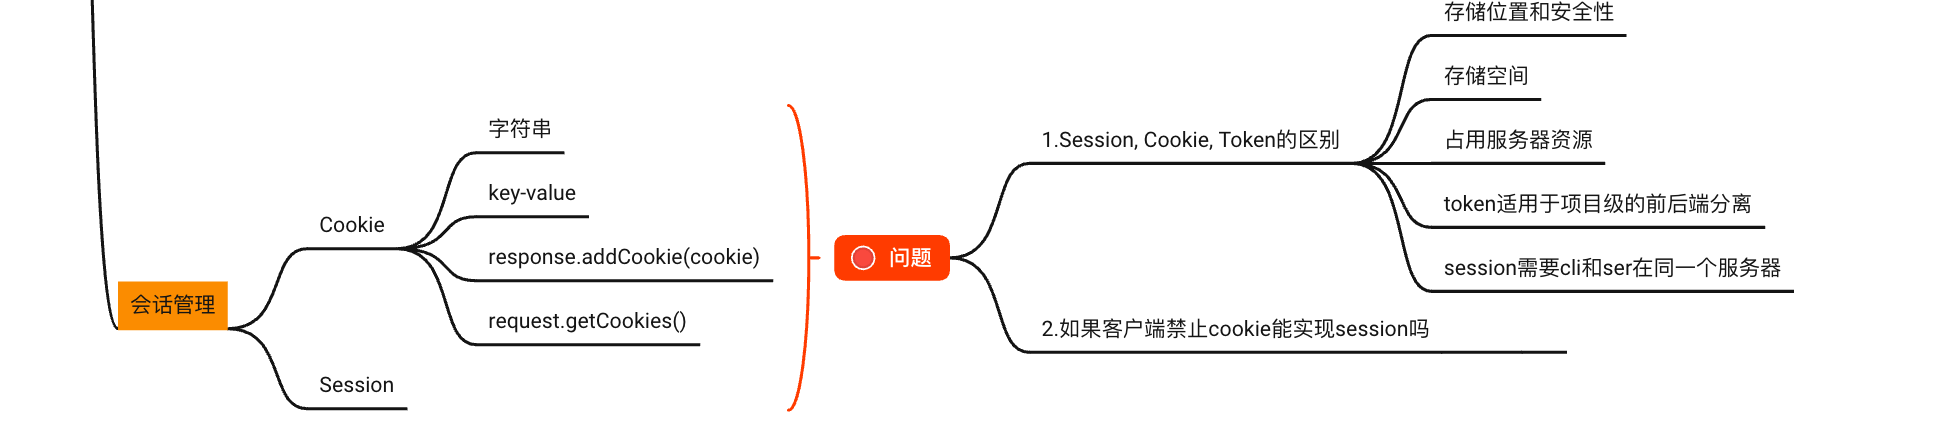 会话管理
Cookie
字符串
key-value
response.addCookie(cookie)
request.getCookies()
Session
问题
1.Session, Cookie, Token的区别
存储位置和安全性
存储空间
占用服务器资源
token适用于项目级的前后端分离
session需要cli和ser在同一个服务器
2.如果客户端禁止cookie能实现session吗